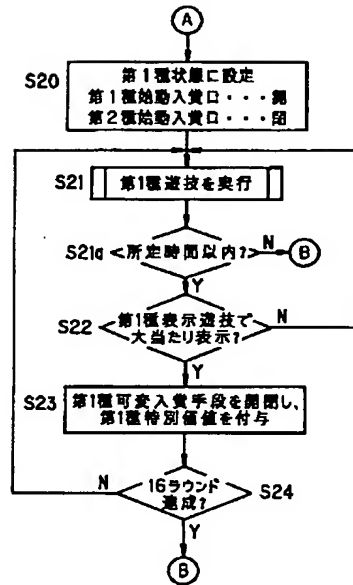 A
S20
第1種状態に設定
第1種始動入賞口・・・開
第2種始動入賞口・・・閉
S21
第1種遊技を実行
S21a
所定時間以内?
N
B
Y
S22
第1種表示遊技で
大当たり表示?
N
Y
S23
第1種可変入賞手段を開閉し、
第1種特別価値を付与
N
16ラウンド
達成?
S24
Y
B